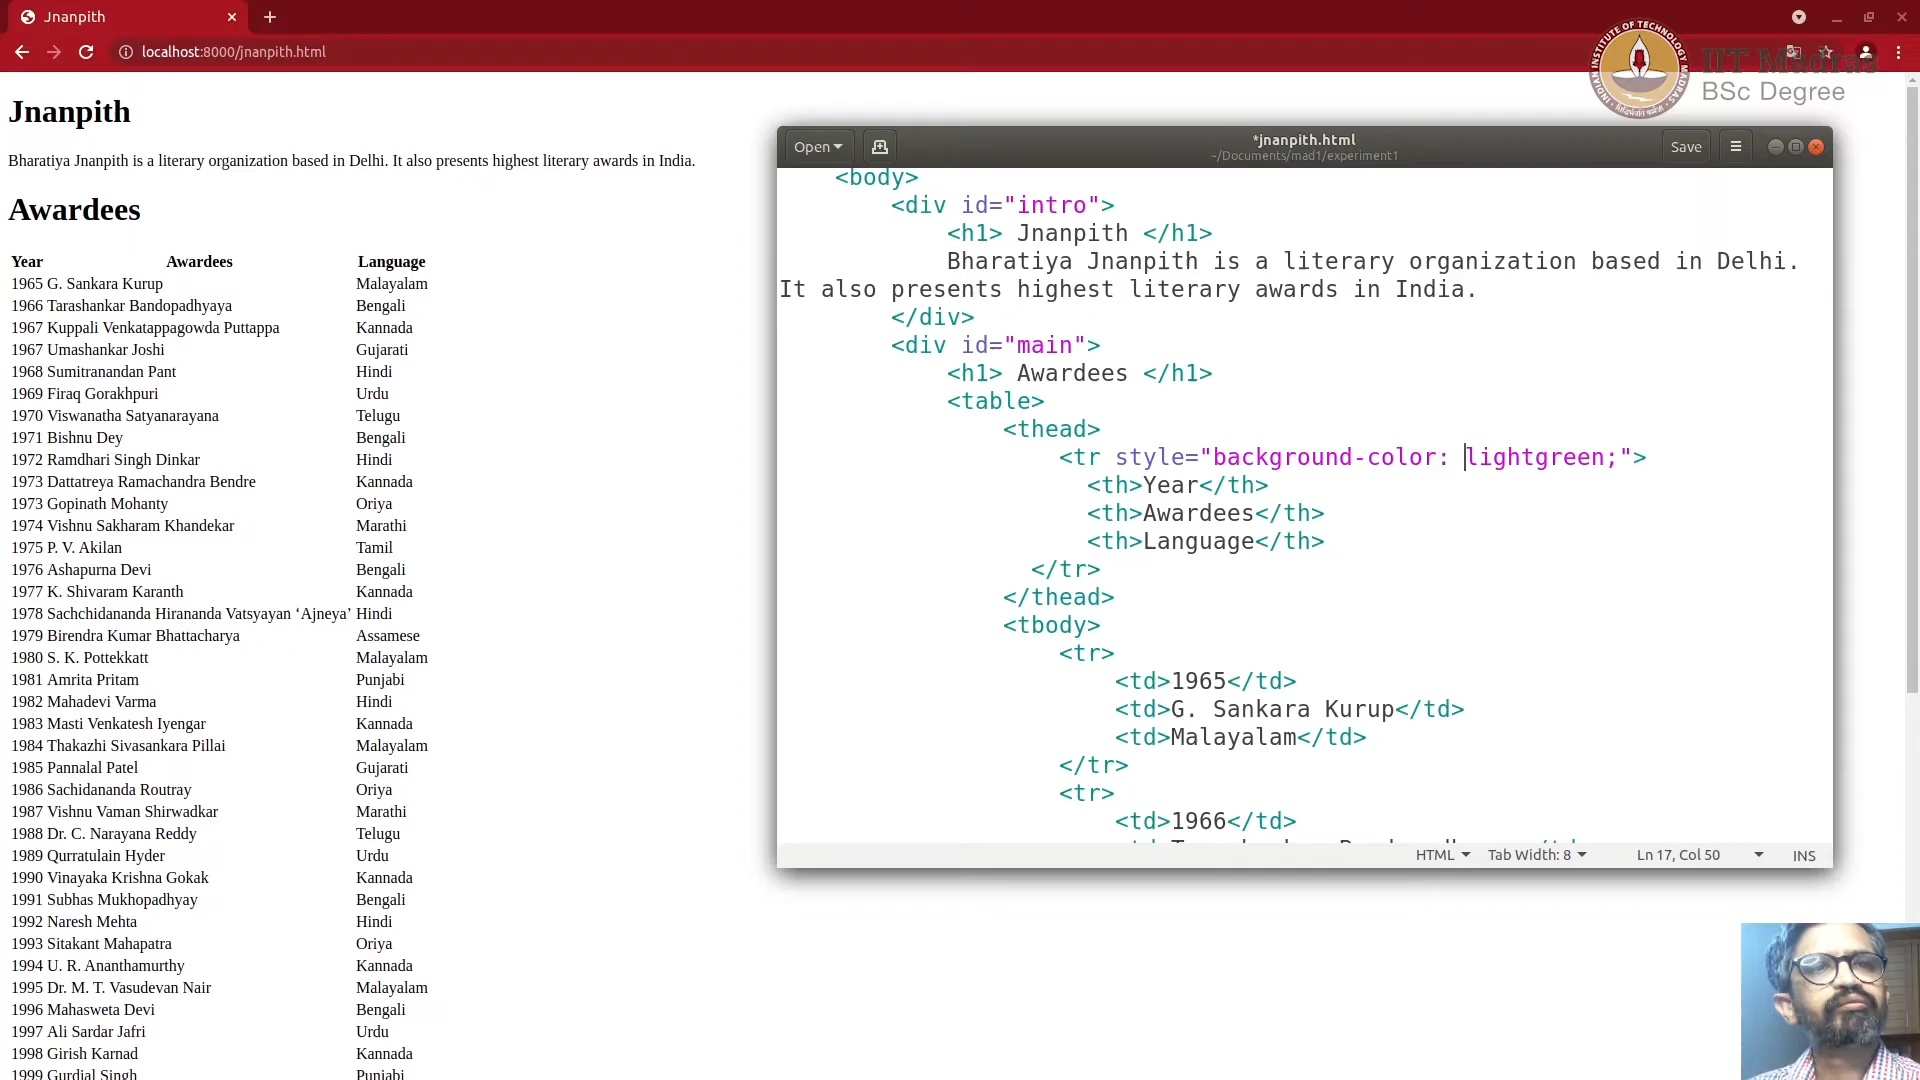 Jnanpith
localhost:8000/jnanpith.html
IIT Madras
BSc Degree
INDIAN INSTITUTE OF TECHNOLOGY MADRAS
Jnanpith
Bharatiya Jnanpith is a literary organization based in Delhi. It also presents highest literary awards in India.
Awardees
Year Awardees Language
1965 G. Sankara Kurup Malayalam
1966 Tarashankar Bandopadhyaya Bengali
1967 Kuppali Venkatappagowda Puttappa Kannada
1967 Umashankar Joshi Gujarati
1968 Sumitranandan Pant Hindi
1969 Firaq Gorakhpuri Urdu
1970 Viswanatha Satyanarayana Telugu
1971 Bishnu Dey Bengali
1972 Ramdhari Singh Dinkar Hindi
1973 Dattatreya Ramachandra Bendre Kannada
1973 Gopinath Mohanty Oriya
1974 Vishnu Sakharam Khandekar Marathi
1975 P. V. Akilan Tamil
1976 Ashapurna Devi Bengali
1977 K. Shivaram Karanth Kannada
1978 Sachchidananda Hirananda Vatsyayan ‘Ajneya’ Hindi
1979 Birendra Kumar Bhattacharya Assamese
1980 S. K. Pottekkatt Malayalam
1981 Amrita Pritam Punjabi
1982 Mahadevi Varma Hindi
1983 Masti Venkatesh Iyengar Kannada
1984 Thakazhi Sivasankara Pillai Malayalam
1985 Pannalal Patel Gujarati
1986 Sachidananda Routray Oriya
1987 Vishnu Vaman Shirwadkar Marathi
1988 Dr. C. Narayana Reddy Telugu
1989 Qurratulain Hyder Urdu
1990 Vinayaka Krishna Gokak Kannada
1991 Subhas Mukhopadhyay Bengali
1992 Naresh Mehta Hindi
1993 Sitakant Mahapatra Oriya
1994 U. R. Ananthamurthy Kannada
1995 Dr. M. T. Vasudevan Nair Malayalam
1996 Mahasweta Devi Bengali
1997 Ali Sardar Jafri Urdu
1998 Girish Karnad Kannada
1999 Gurdial Singh Punjabi
Open
*jnanpith.html
~/Documents/mad1/experiment1
Save
<body>
<div id="intro">
<h1> Jnanpith </h1>
Bharatiya Jnanpith is a literary organization based in Delhi.
It also presents highest literary awards in India.
</div>
<div id="main">
<h1> Awardees </h1>
<table>
<thead>
<tr style="background-color: lightgreen;">
<th>Year</th>
<th>Awardees</th>
<th>Language</th>
</tr>
</thead>
<tbody>
<tr>
<td>1965</td>
<td>G. Sankara Kurup</td>
<td>Malayalam</td>
</tr>
<tr>
<td>1966</td>
HTML Tab Width: 8 Ln 17, Col 50 INS